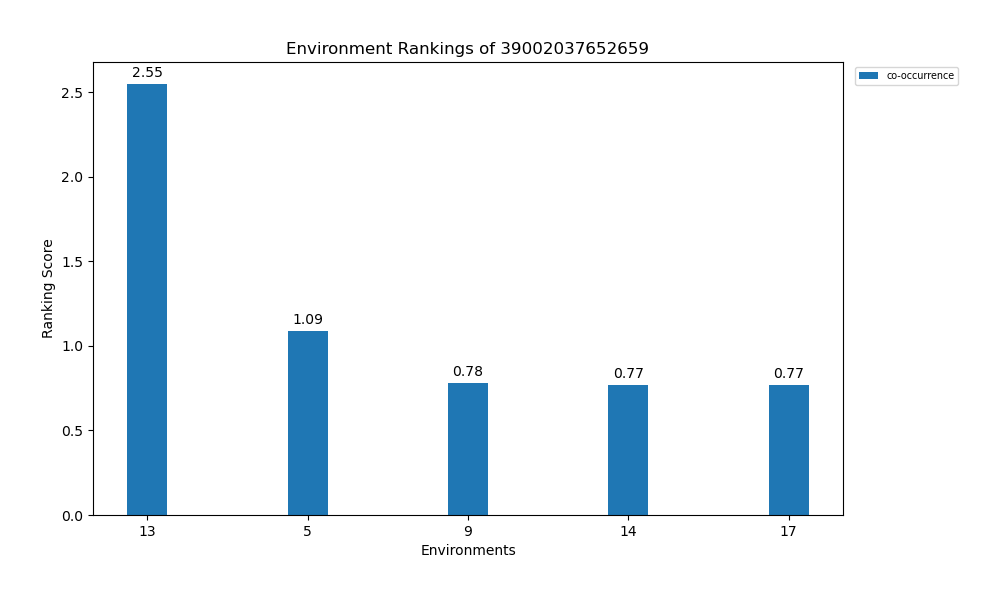 Environment Rankings of 39002037652659
co-occurrence
2.55
1.09
0.78
0.77
0.77
Ranking Score
2.5
2.0
1.5
1.0
0.5
0.0
13 5 9 14 17
Environments